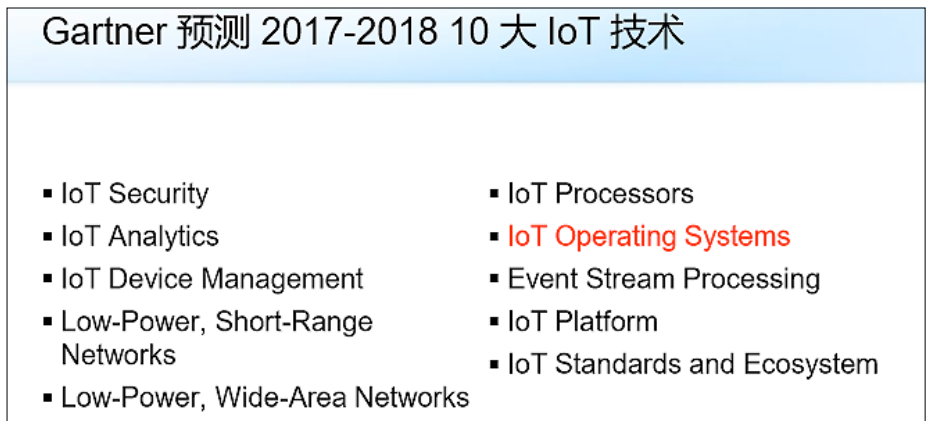 Gartner 预测 2017-2018 10 大 IoT 技术
▪ IoT Security
▪ IoT Analytics
▪ IoT Device Management
▪ Low-Power, Short-Range
Networks
▪ Low-Power, Wide-Area Networks
▪ IoT Processors
▪ IoT Operating Systems
▪ Event Stream Processing
▪ IoT Platform
▪ IoT Standards and Ecosystem